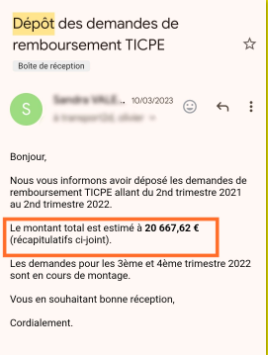 Dépôt des demandes de
remboursement TICPE
Boîte de réception
S
10/03/2023
Bonjour,
Nous vous informons avoir déposé les demandes de
remboursement TICPE allant du 2nd trimestre 2021
au 2nd trimestre 2022.
Le montant total est estimé à 20 667,62 €
(récapitulatifs ci-joint).
Les demandes pour les 3ème et 4ème trimestre 2022
sont en cours de montage.
Vous en souhaitant bonne réception,
Cordialement.